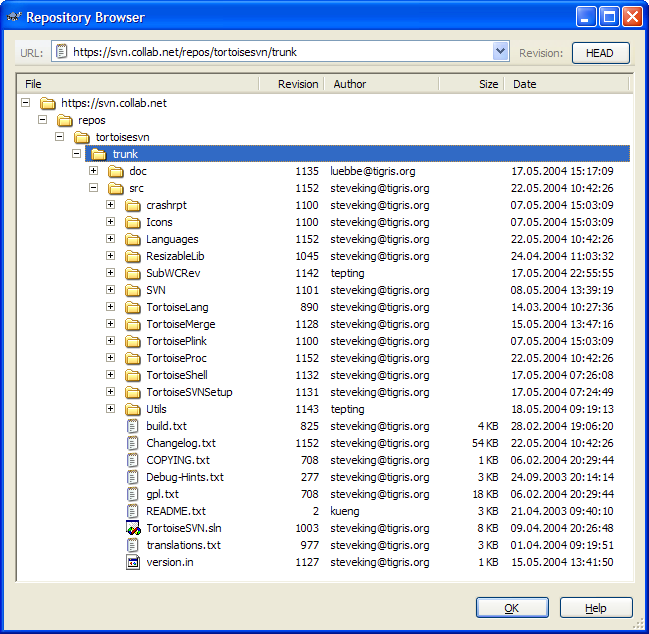 Repository Browser
URL: https://svn.collab.net/repos/tortoisesvn/trunk Revision: HEAD
File Revision Author Size Date
https://svn.collab.net
repos
tortoisesvn
trunk
doc 1135 luebbe@tigris.org 17.05.2004 15:17:09
src 1152 steveking@tigris.org 22.05.2004 10:42:26
crashrpt 1100 steveking@tigris.org 07.05.2004 15:03:09
Icons 1100 steveking@tigris.org 07.05.2004 15:03:09
Languages 1152 steveking@tigris.org 22.05.2004 10:42:26
ResizableLib 1045 steveking@tigris.org 24.04.2004 11:03:32
SubWCRev 1142 tepting 17.05.2004 22:55:55
SVN 1101 steveking@tigris.org 08.05.2004 13:39:19
TortoiseLang 890 steveking@tigris.org 14.03.2004 10:27:36
TortoiseMerge 1128 steveking@tigris.org 15.05.2004 13:47:16
TortoisePlink 1100 steveking@tigris.org 07.05.2004 15:03:09
TortoiseProc 1152 steveking@tigris.org 22.05.2004 10:42:26
TortoiseShell 1132 steveking@tigris.org 17.05.2004 07:26:08
TortoiseSVNSetup 1131 steveking@tigris.org 17.05.2004 07:24:49
Utils 1143 tepting 18.05.2004 09:19:13
build.txt 825 steveking@tigris.org 4 KB 28.02.2004 19:06:20
Changelog.txt 1152 steveking@tigris.org 54 KB 22.05.2004 10:42:26
COPYING.txt 708 steveking@tigris.org 1 KB 06.02.2004 20:29:44
Debug-Hints.txt 277 steveking@tigris.org 3 KB 24.09.2003 20:14:14
gpl.txt 708 steveking@tigris.org 18 KB 06.02.2004 20:29:44
README.txt 2 kueng 3 KB 21.04.2003 09:40:10
TortoiseSVN.sln 1003 steveking@tigris.org 8 KB 09.04.2004 20:26:48
translations.txt 977 steveking@tigris.org 3 KB 01.04.2004 09:19:51
version.in 1127 steveking@tigris.org 1 KB 15.05.2004 13:41:50
OK Help